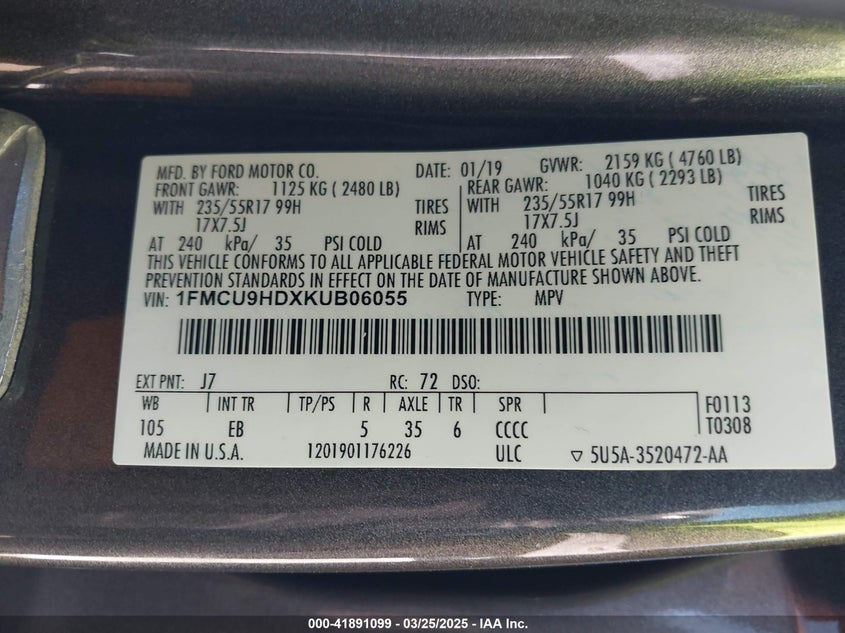 MFD. BY FORD MOTOR CO. DATE: 01/19 GVWR: 2159 KG ( 4760 LB)
FRONT GAWR: 1125 KG ( 2480 LB) REAR GAWR: 1040 KG ( 2293 LB)
WITH 235/55R17 99H TIRES WITH 235/55R17 99H TIRES
17X7.5J RIMS 17X7.5J RIMS
AT 240 kPa/ 35 PSI COLD AT 240 kPa/ 35 PSI COLD
THIS VEHICLE CONFORMS TO ALL APPLICABLE FEDERAL MOTOR VEHICLE SAFETY AND THEFT
PREVENTION STANDARDS IN EFFECT ON THE DATE OF MANUFACTURE SHOWN ABOVE.
VIN: 1FMCU9HDXKUB06055 TYPE: MPV
EXT PNT: J7 RC: 72 DSO:
WB INT TR TP/PS R AXLE TR SPR F0113
105 EB 5 35 6 CCCC T0308
MADE IN U.S.A. 1201901176226 ULC ▽ 5U5A-3520472-AA
000-41891099 - 03/25/2025 - IAA Inc.